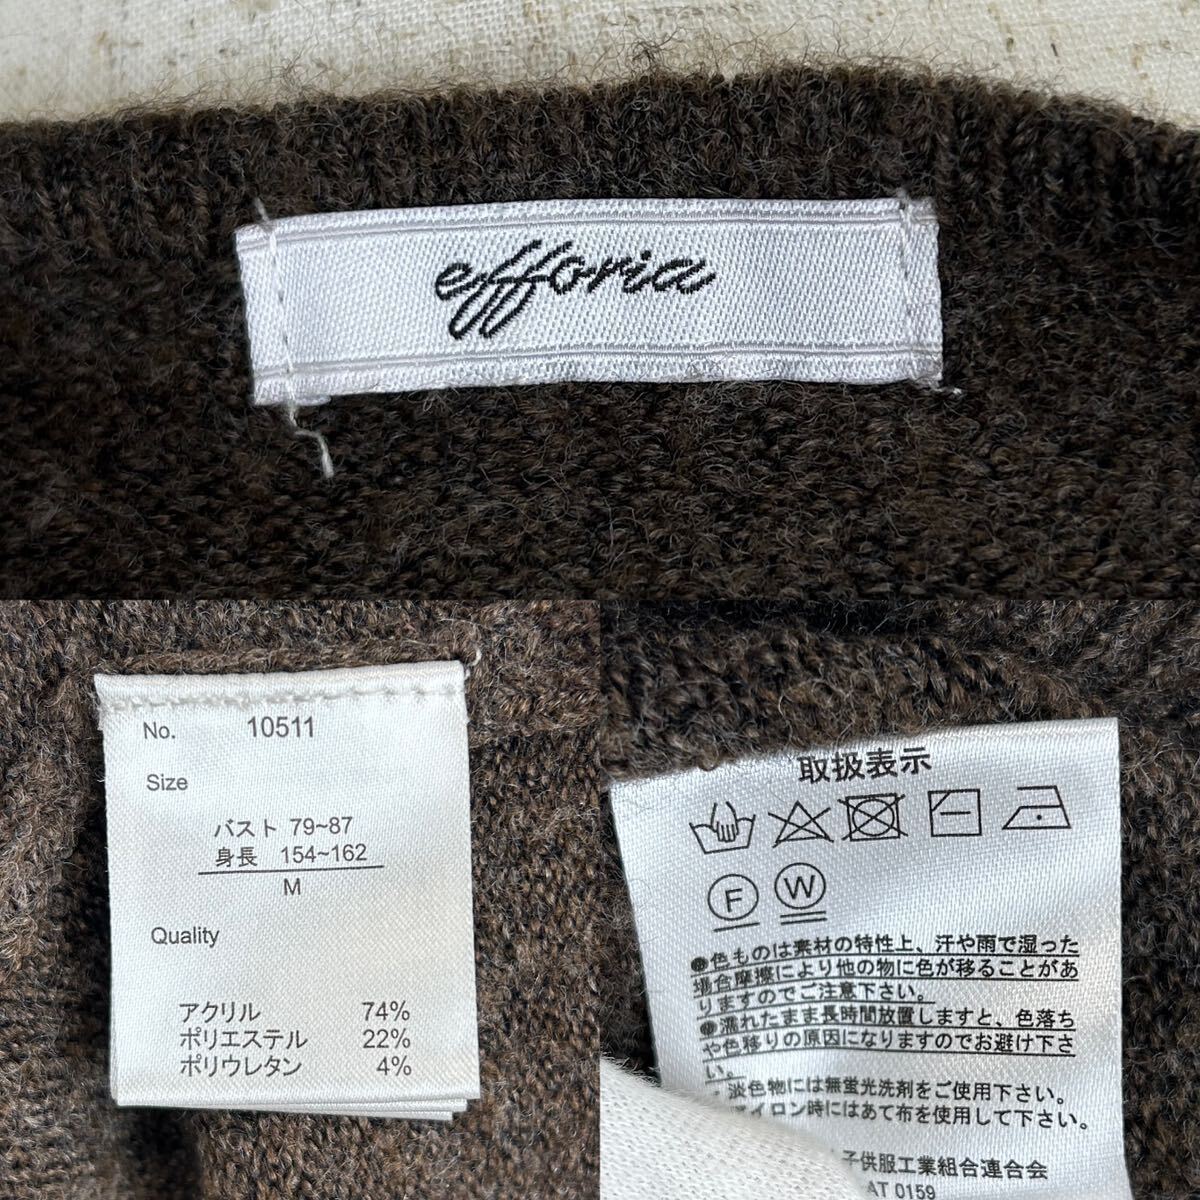 efforia
No. 10511
Size
バスト 79~87
身長 154~162
M
Quality
アクリル 74%
ポリエステル 22%
ポリウレタン 4%
取扱表示
F W
●色ものは素材の特性上、汗や雨で湿った
場合摩擦により他の物に色が移ることがあ
りますのでご注意下さい。
●濡れたまま長時間放置しますと、色落ち
や色移りの原因になりますのでお避け下さ
い。
淡色物には無蛍光洗剤をご使用下さい。
アイロン時にはあて布を使用して下さい。
子供服工業組合連合会
AT 0159